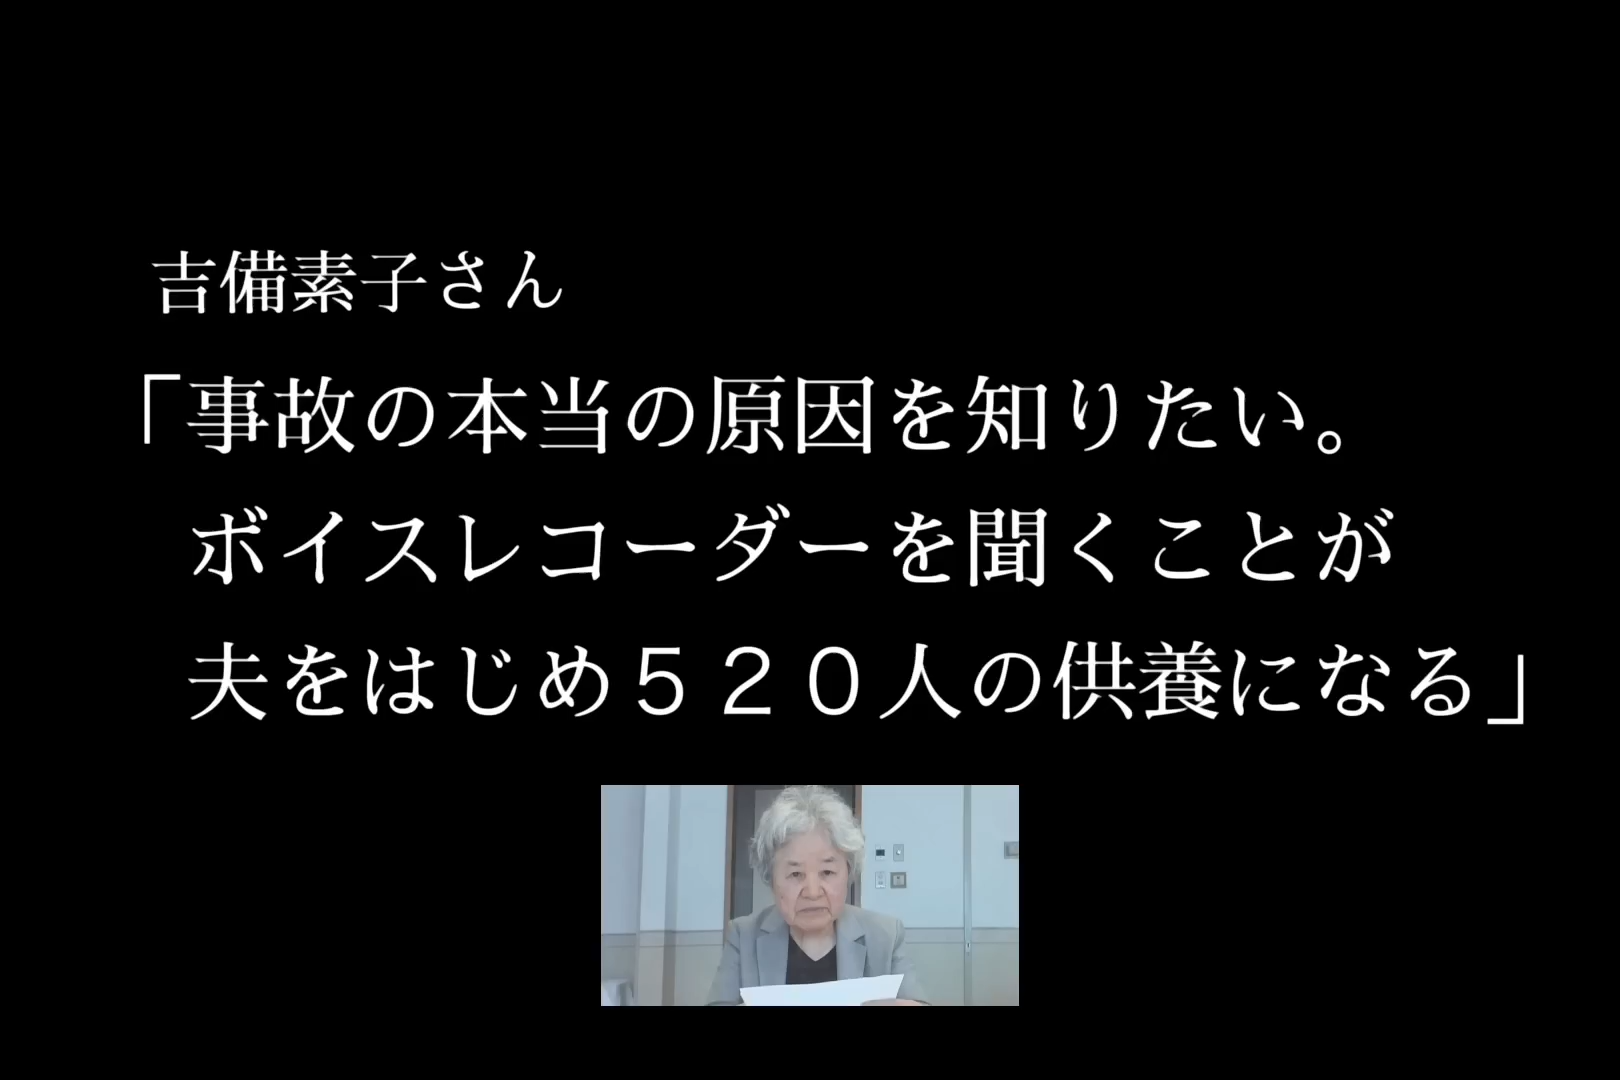 吉備素子さん
「事故の本当の原因を知りたい。
ボイスレコーダーを聞くことが
夫をはじめ５２０人の供養になる」